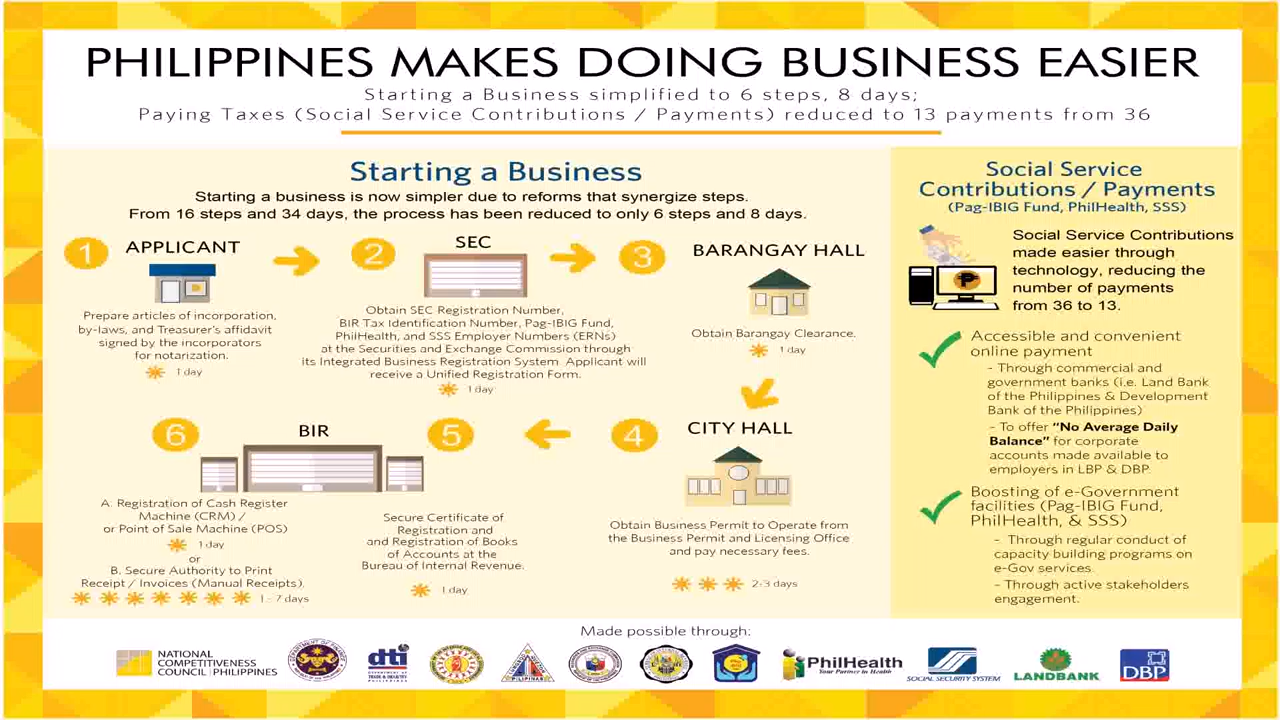 PHILIPPINES MAKES DOING BUSINESS EASIER
Starting a Business simplified to 6 steps, 8 days;
Paying Taxes (Social Service Contributions / Payments) reduced to 13 payments from 36
Starting a Business
Starting a business is now simpler due to reforms that synergize steps.
From 16 steps and 34 days, the process has been reduced to only 6 steps and 8 days.
1
APPLICANT
Prepare articles of incorporation,
by-laws, and Treasurer's affidavit
signed by the incorporators
for notarization.
1 day
2
SEC
Obtain SEC Registration Number,
BIR Tax Identification Number, Pag-IBIG Fund,
PhilHealth, and SSS Employer Numbers (ERNs)
at the Securities and Exchange Commission through
its Integrated Business Registration System. Applicant will
receive a Unified Registration Form.
1 day
3
BARANGAY HALL
Obtain Barangay Clearance.
1 day
4
CITY HALL
Obtain Business Permit to Operate from
the Business Permit and Licensing Office
and pay necessary fees.
2-3 days
5
BIR
Secure Certificate of
Registration and
and Registration of Books
of Accounts at the
Bureau of Internal Revenue.
1 day
6
A. Registration of Cash Register
Machine (CRM) /
or Point of Sale Machine (POS)
1 day
or
B. Secure Authority to Print
Receipt / Invoices (Manual Receipts).
1 - 7 days
Social Service
Contributions / Payments
(Pag-IBIG Fund, PhilHealth, SSS)
Social Service Contributions
made easier through
technology, reducing the
number of payments
from 36 to 13.
Accessible and convenient
online payment
- Through commercial and
government banks (i.e. Land Bank
of the Philippines & Development
Bank of the Philippines)
- To offer "No Average Daily
Balance" for corporate
accounts made available to
employers in LBP & DBP.
Boosting of e-Government
facilities (Pag-IBIG Fund,
PhilHealth, & SSS)
- Through regular conduct of
capacity building programs on
e-Gov services.
- Through active stakeholders
engagement.
Made possible through:
NATIONAL
COMPETITIVENESS
COUNCIL PHILIPPINES
dti
DEPARTMENT OF
TRADE & INDUSTRY
PHILIPPINES
PILIPINAS
PhilHealth
Your Partner in Health
SOCIAL SECURITY SYSTEM
LANDBANK
DBP